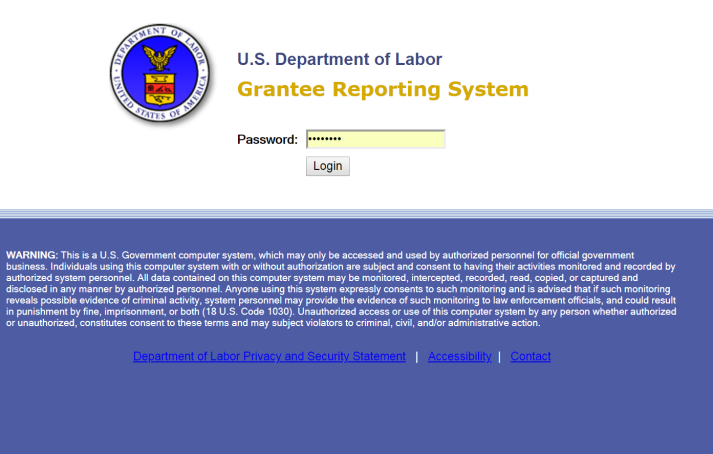 DEPARTMENT OF LABOR
UNITED STATES OF AMERICA
U.S. Department of Labor
Grantee Reporting System
Password: ••••••••
Login
WARNING: This is a U.S. Government computer system, which may only be accessed and used by authorized personnel for official government
business. Individuals using this computer system with or without authorization are subject and consent to having their activities monitored and recorded by
authorized system personnel. All data contained on this computer system may be monitored, intercepted, recorded, read, copied, or captured and
disclosed in any manner by authorized personnel. Anyone using this system expressly consents to such monitoring and is advised that if such monitoring
reveals possible evidence of criminal activity, system personnel may provide the evidence of such monitoring to law enforcement officials, and could result
in punishment by fine, imprisonment, or both (18 U.S. Code 1030). Unauthorized access or use of this computer system by any person whether authorized
or unauthorized, constitutes consent to these terms and may subject violators to criminal, civil, and/or administrative action.
Department of Labor Privacy and Security Statement | Accessibility | Contact